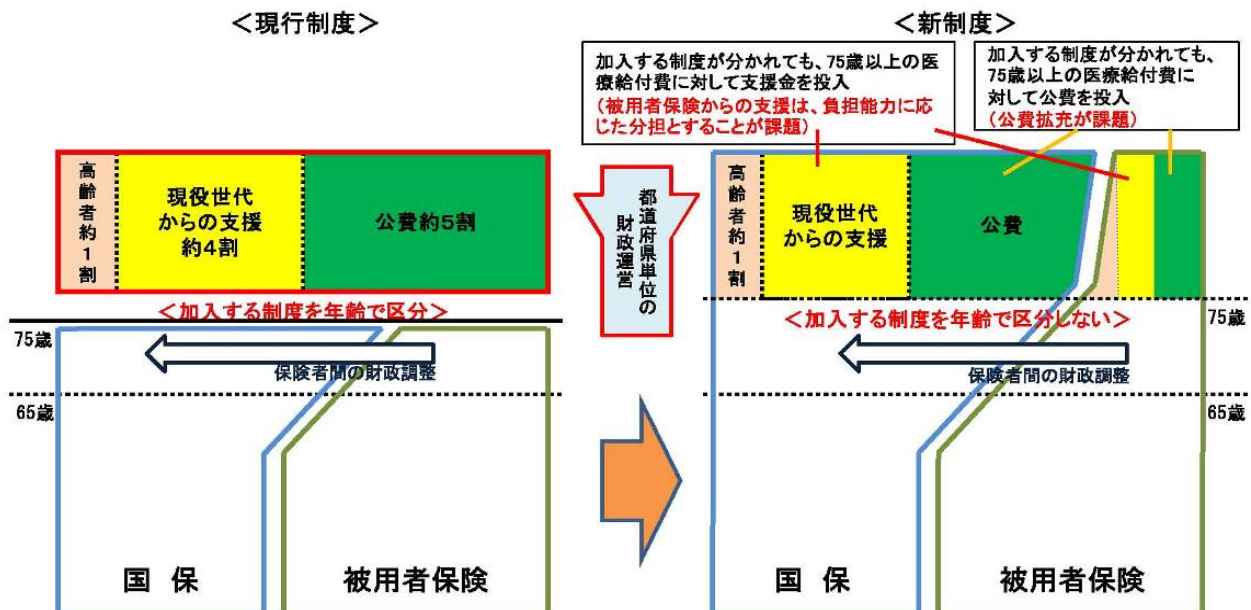 ＜現行制度＞
＜新制度＞
加入する制度が分かれても、75歳以上の医
療給付費に対して支援金を投入
（被用者保険からの支援は、負担能力に応
じた分担とすることが課題）
加入する制度が分かれても、
75歳以上の医療給付費に
対して公費を投入
（公費拡充が課題）
高齢者約1割
現役世代
からの支援
約4割
公費約5割
都道府県単位の
財政運営
高齢者約1割
現役世代
からの支援
公費
＜加入する制度を年齢で区分＞
＜加入する制度を年齢で区分しない＞
75歳
75歳
保険者間の財政調整
保険者間の財政調整
65歳
65歳
国 保
被用者保険
国 保
被用者保険